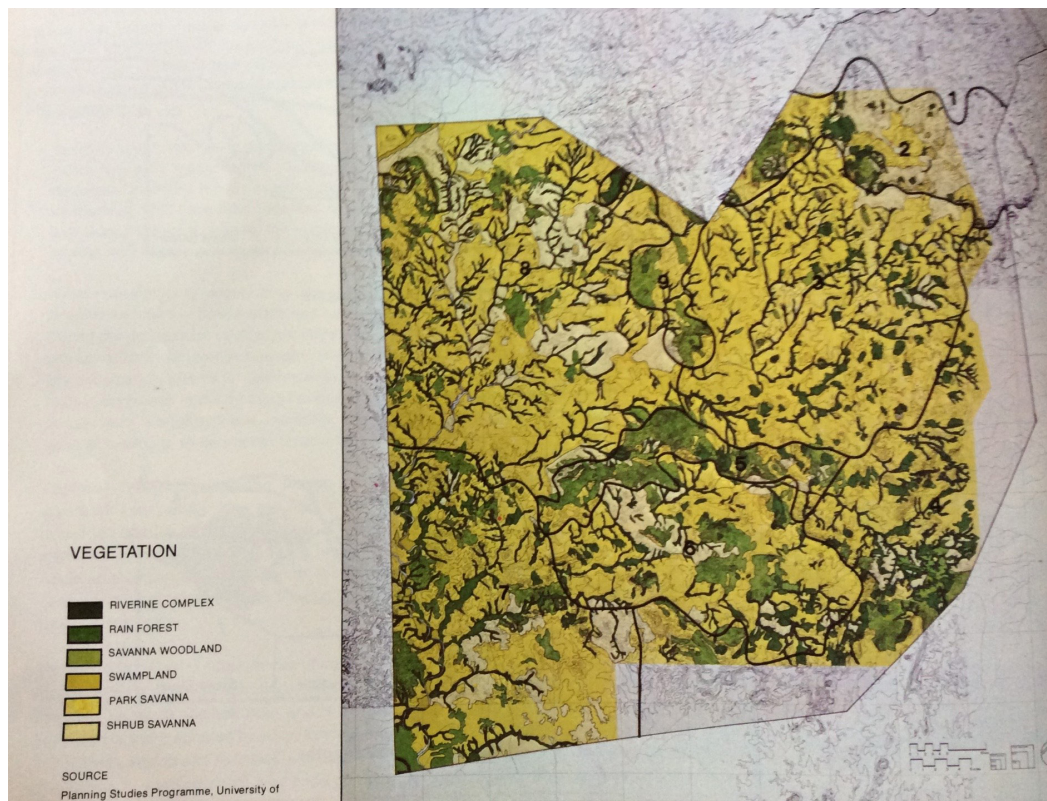 1
2
8
9
3
5
4
6
VEGETATION
RIVERINE COMPLEX
RAIN FOREST
SAVANNA WOODLAND
SWAMPLAND
PARK SAVANNA
SHRUB SAVANNA
SOURCE
Planning Studies Programme, University of